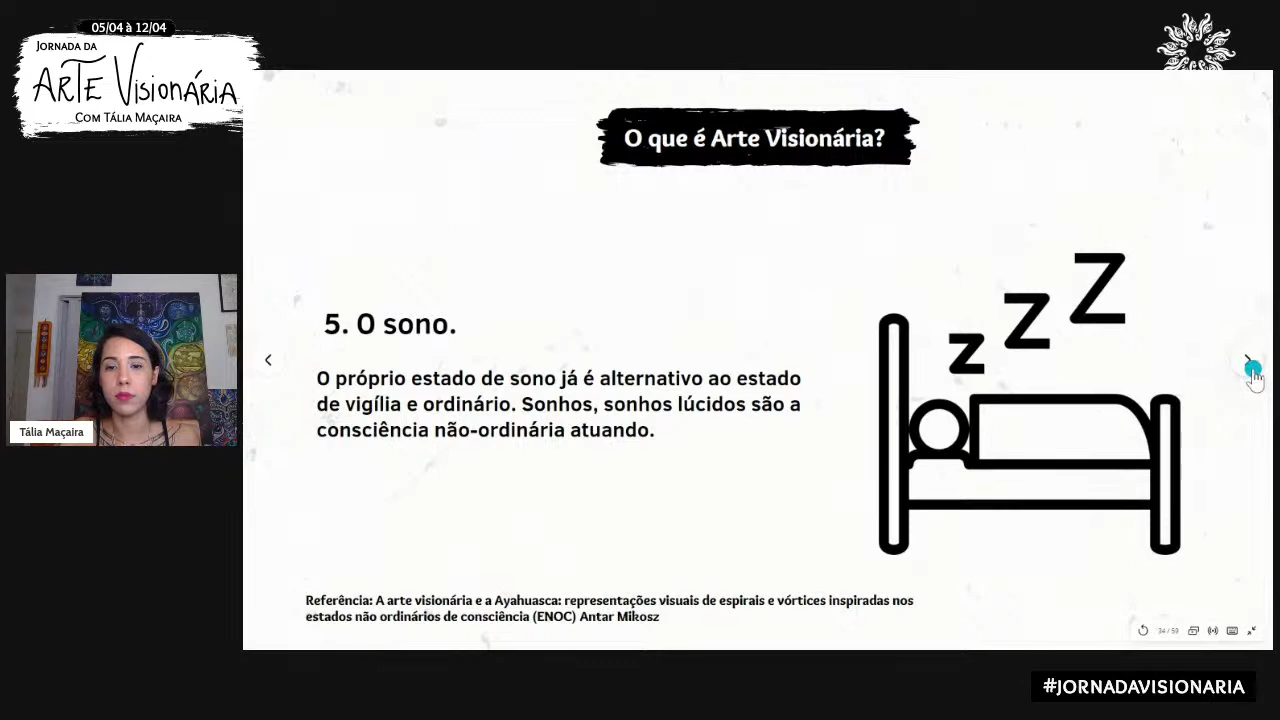 05/04 à 12/04
JORNADA DA
ARTE VISIONÁRIA
COM TÁLIA MAÇAIRA
O que é Arte Visionária?
5. O sono.
O próprio estado de sono já é alternativo ao estado
de vigília e ordinário. Sonhos, sonhos lúcidos são a
consciência não-ordinária atuando.
z Z Z
Tália Maçaira
Referência: A arte visionária e a Ayahuasca: representações visuais de espirais e vórtices inspiradas nos
estados não ordinários de consciência (ENOC) Antar Mikosz
34 / 59
#JORNADAVISIONARIA